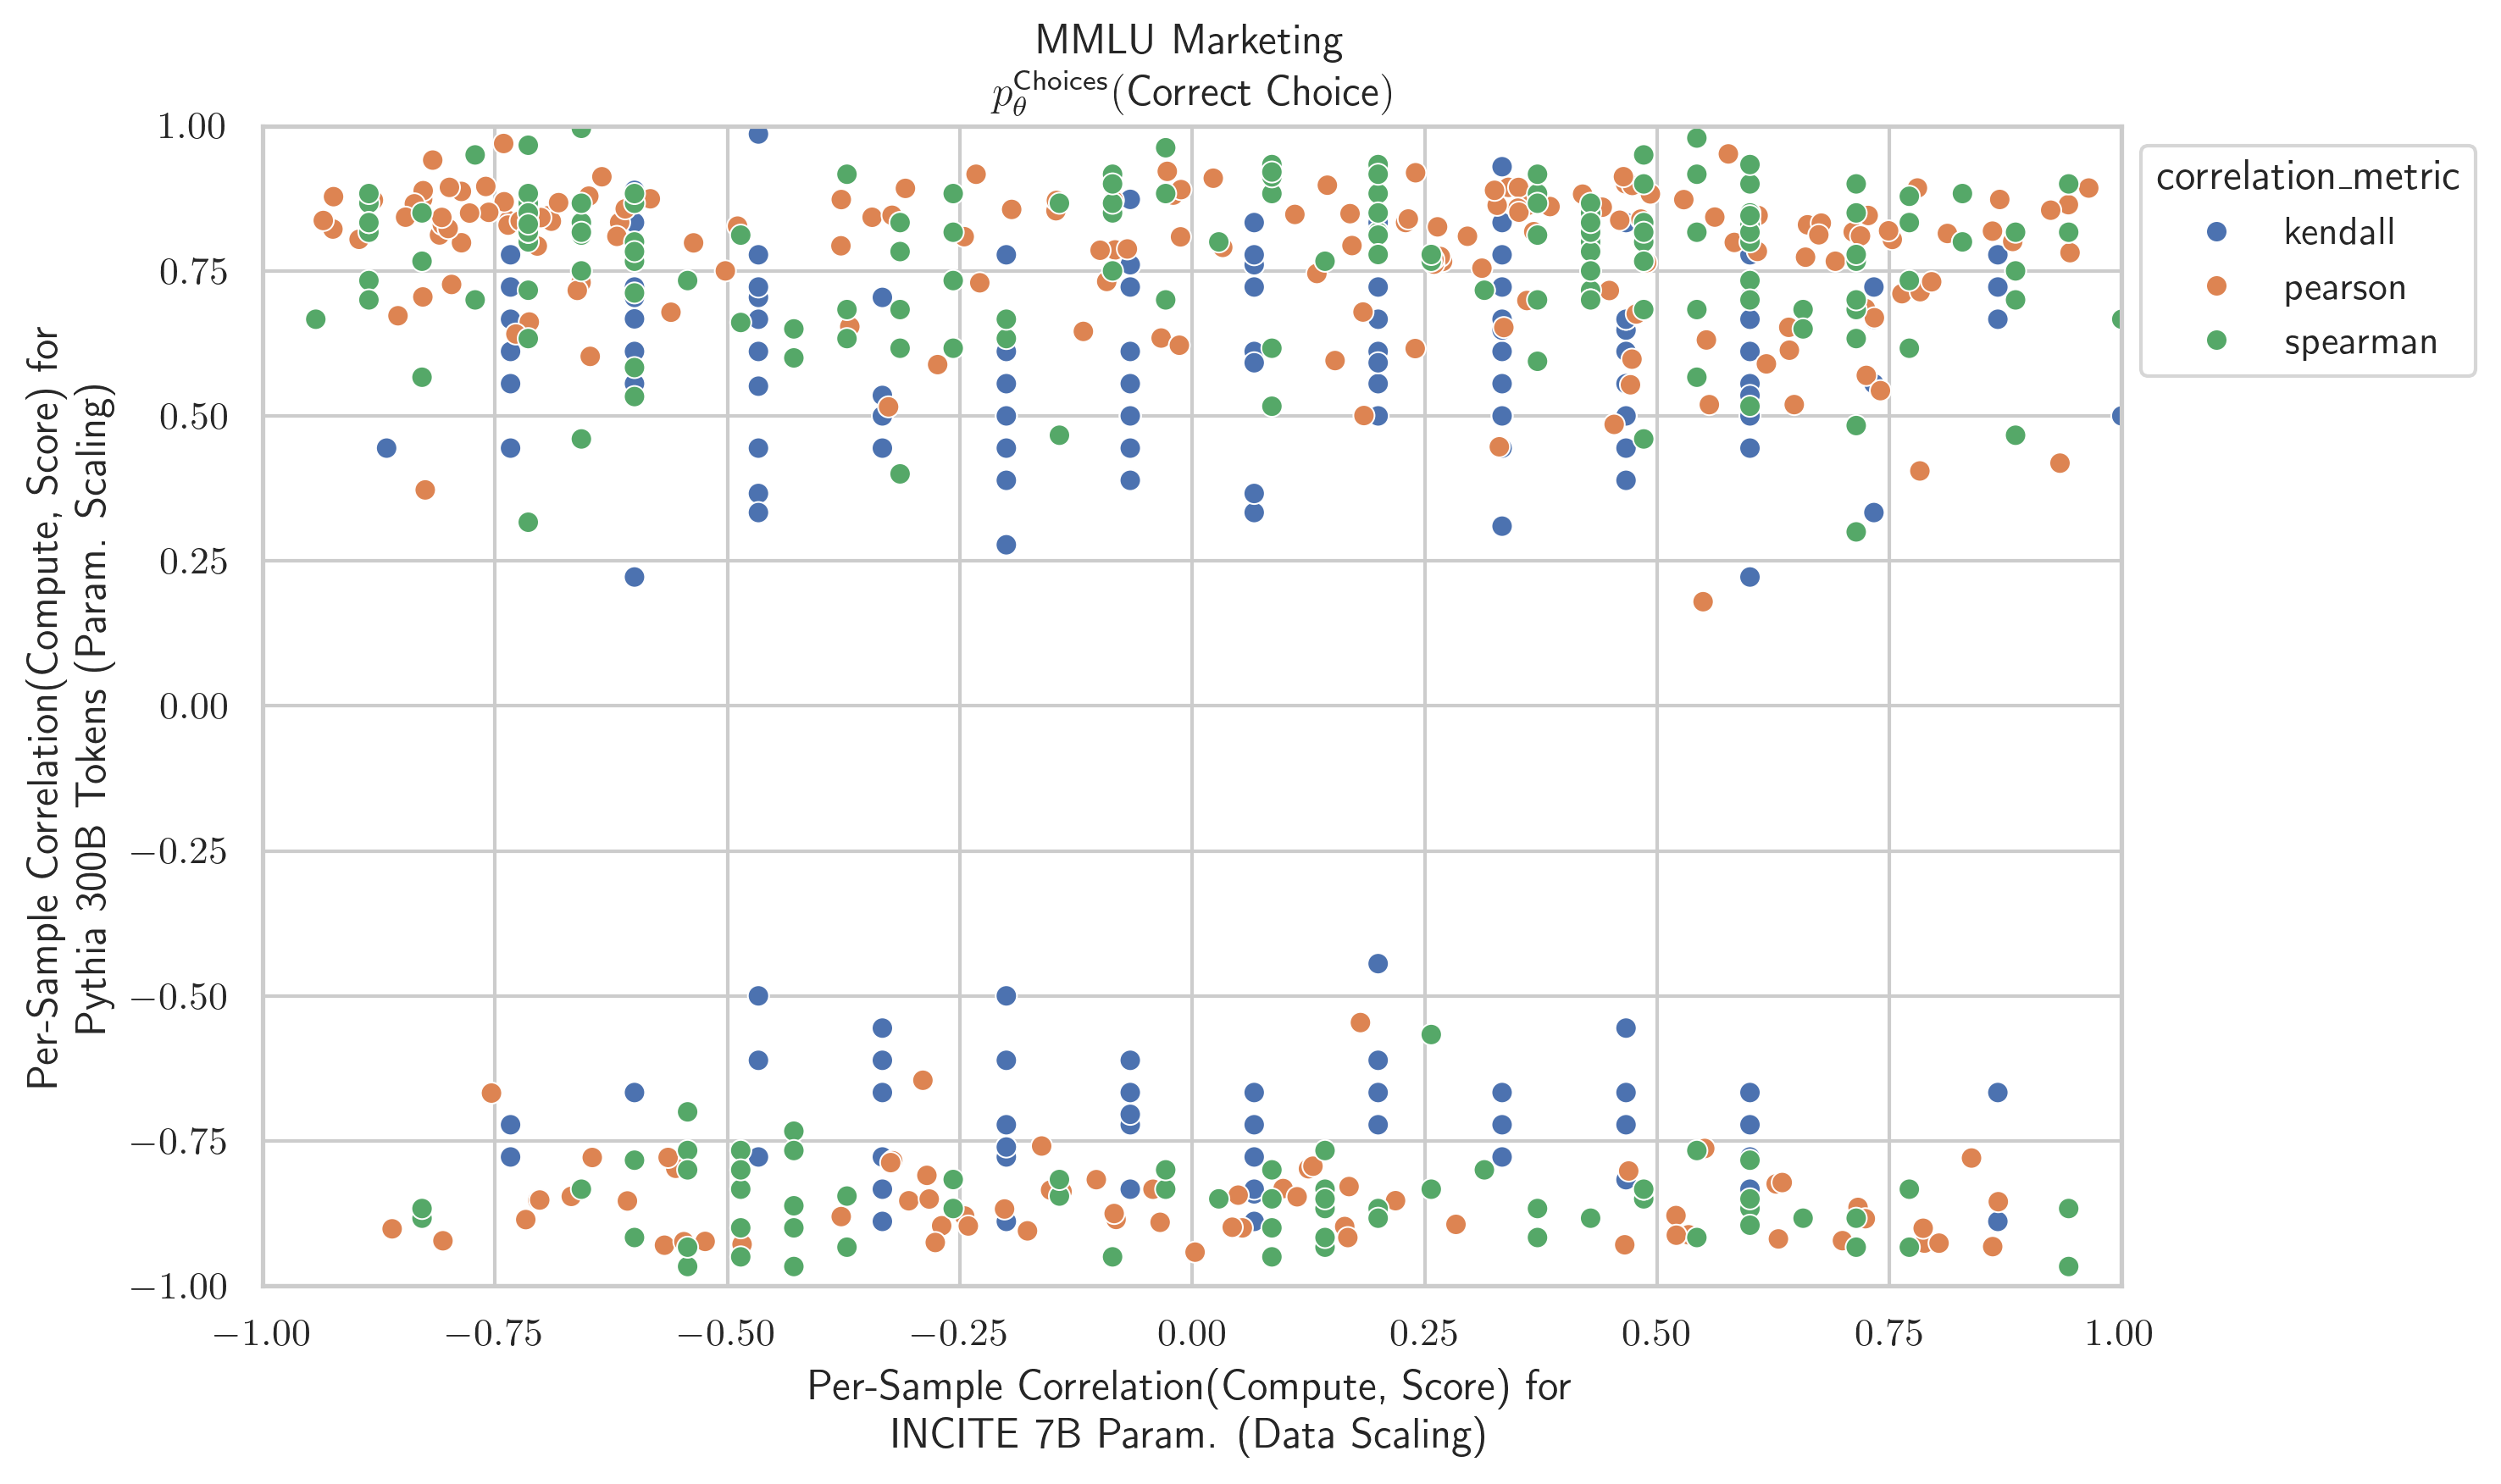 MMLU Marketing
p_θ^Choices(Correct Choice)
Per-Sample Correlation(Compute, Score) for
Pythia 300B Tokens (Param. Scaling)
1.00
0.75
0.50
0.25
0.00
−0.25
−0.50
−0.75
−1.00
correlation_metric
kendall
pearson
spearman
−1.00 −0.75 −0.50 −0.25 0.00 0.25 0.50 0.75 1.00
Per-Sample Correlation(Compute, Score) for
INCITE 7B Param. (Data Scaling)